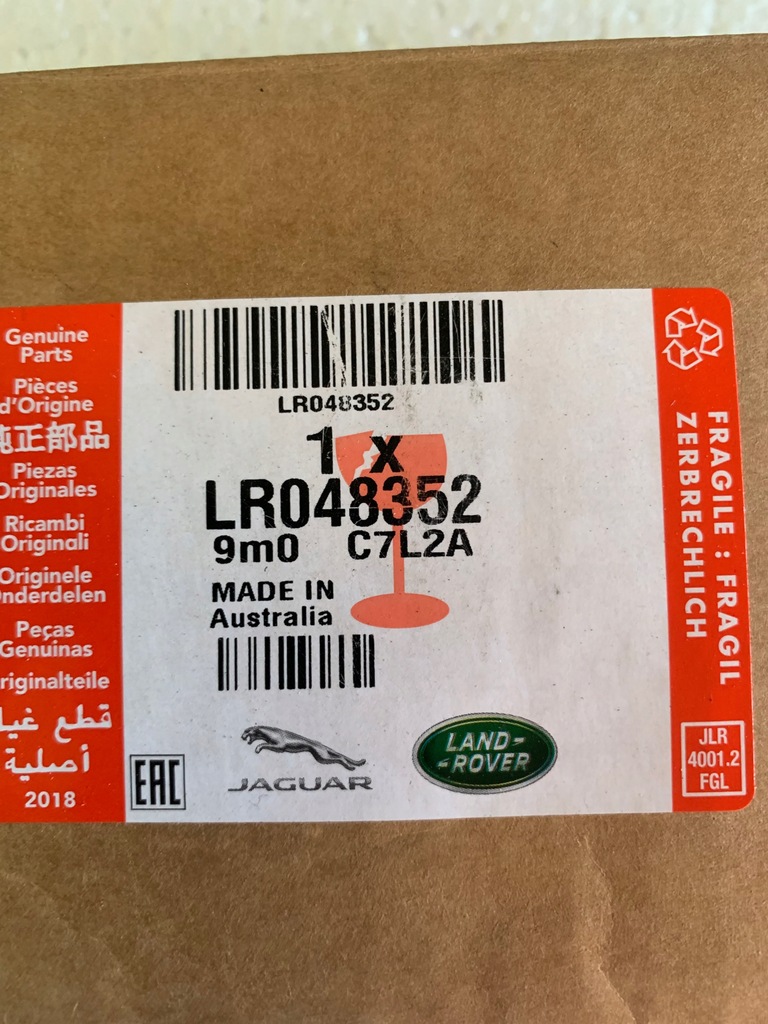 Genuine
Parts
Pièces
d'Origine
純正部品
Piezas
Originales
Ricambi
Originali
Originele
Onderdelen
Peças
Genuinas
Originalteile
قطع غيار
أصلية
2018
LR048352
1 x
LR048352
9m0 C7L2A
MADE IN
Australia
EAC
JAGUAR
LAND-
-ROVER
FRAGILE : FRAGIL
ZERBRECHLICH
JLR
4001.2
FGL